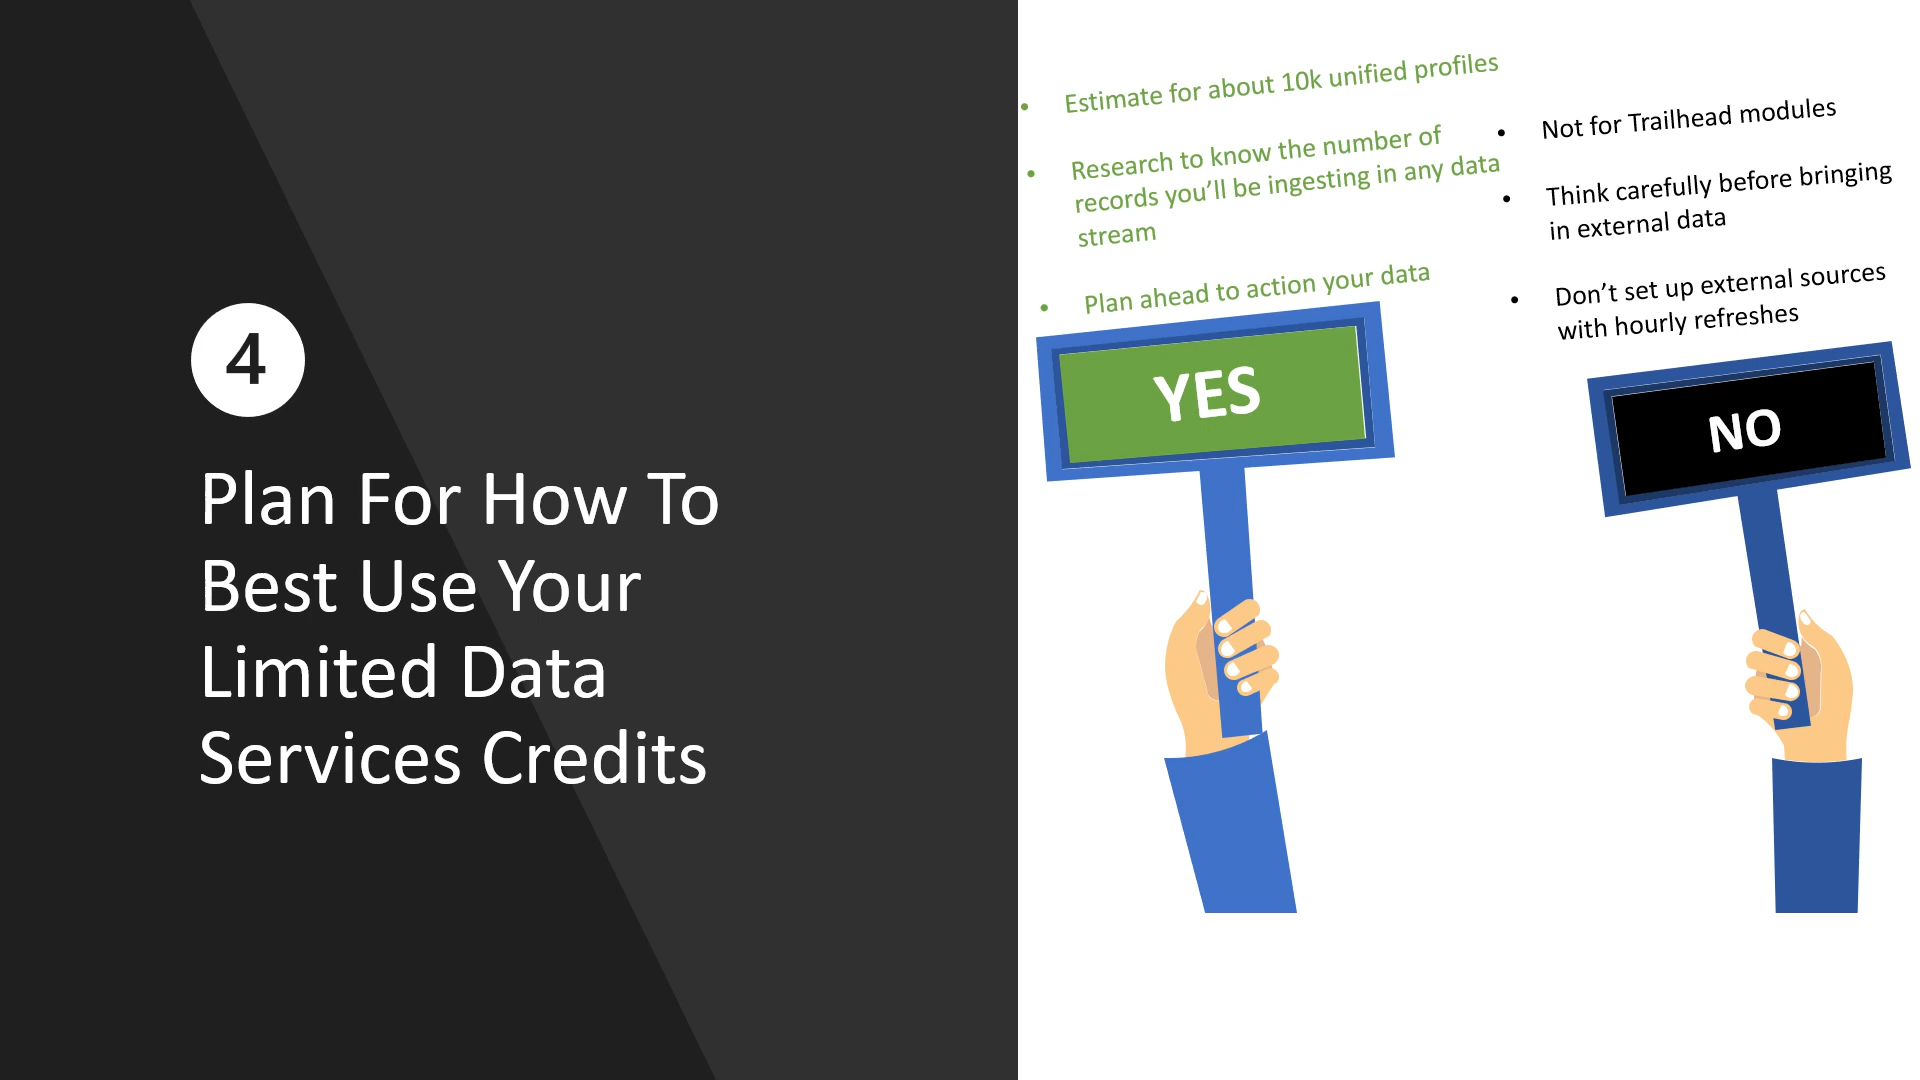 4
Plan For How To
Best Use Your
Limited Data
Services Credits
• Estimate for about 10k unified profiles
• Research to know the number of
records you’ll be ingesting in any data
stream
• Plan ahead to action your data
YES
• Not for Trailhead modules
• Think carefully before bringing
in external data
• Don’t set up external sources
with hourly refreshes
NO